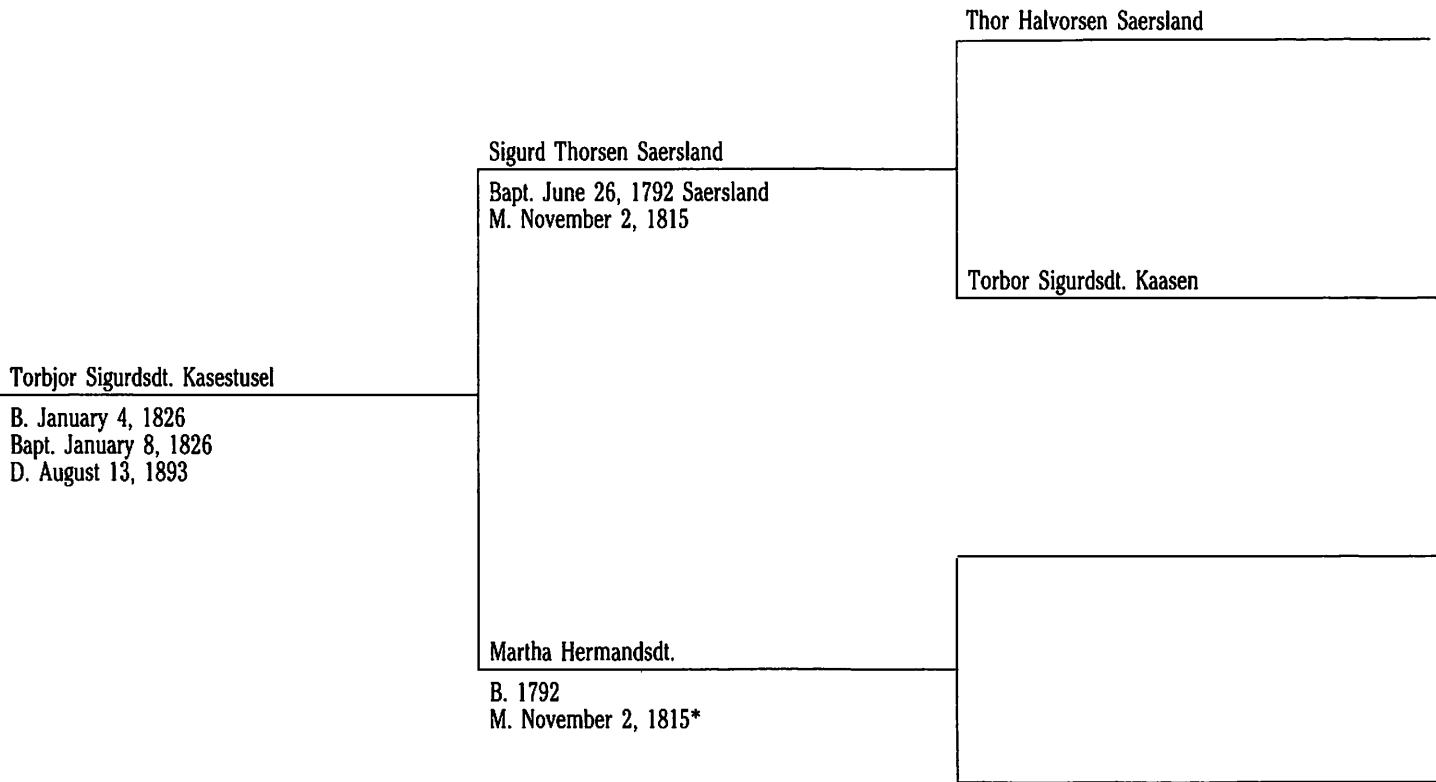 Thor Halvorsen Saersland
Sigurd Thorsen Saersland
Bapt. June 26, 1792 Saersland
M. November 2, 1815
Torbor Sigurdsdt. Kaasen
Torbjor Sigurdsdt. Kasestusel
B. January 4, 1826
Bapt. January 8, 1826
D. August 13, 1893
Martha Hermandsdt.
B. 1792
M. November 2, 1815*